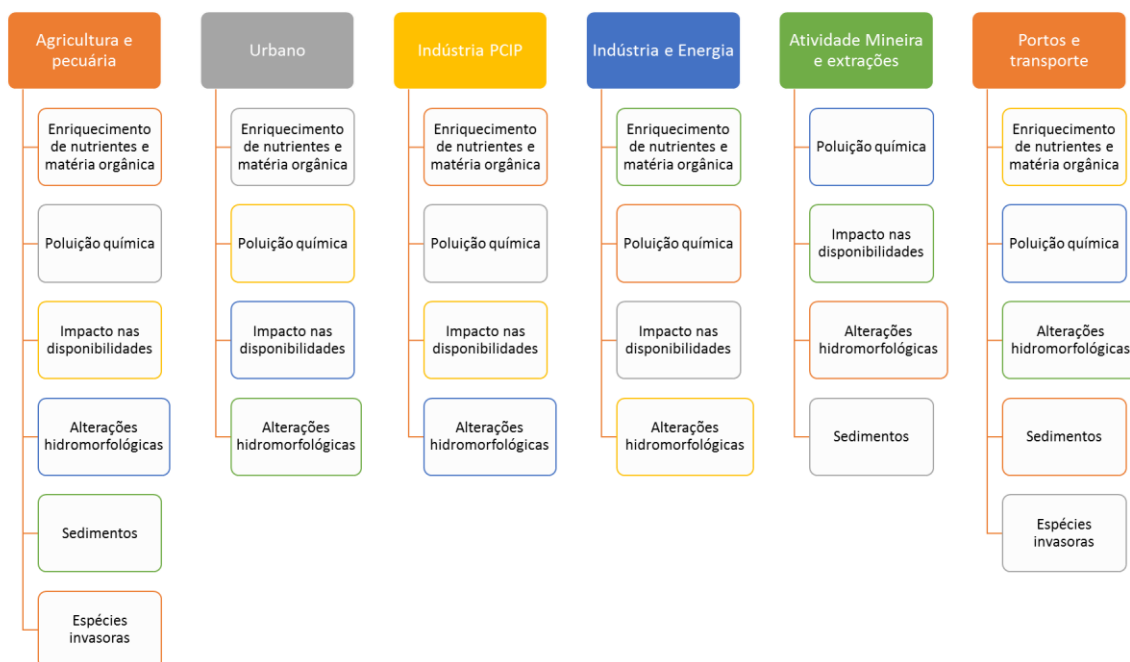 Agricultura e
pecuária
Enriquecimento
de nutrientes e
matéria orgânica
Poluição química
Impacto nas
disponibilidades
Alterações
hidromorfológicas
Sedimentos
Espécies
invasoras
Urbano
Enriquecimento
de nutrientes e
matéria orgânica
Poluição química
Impacto nas
disponibilidades
Alterações
hidromorfológicas
Indústria PCIP
Enriquecimento
de nutrientes e
matéria orgânica
Poluição química
Impacto nas
disponibilidades
Alterações
hidromorfológicas
Indústria e Energia
Enriquecimento
de nutrientes e
matéria orgânica
Poluição química
Impacto nas
disponibilidades
Alterações
hidromorfológicas
Atividade Mineira
e extrações
Poluição química
Impacto nas
disponibilidades
Alterações
hidromorfológicas
Sedimentos
Portos e
transporte
Enriquecimento
de nutrientes e
matéria orgânica
Poluição química
Alterações
hidromorfológicas
Sedimentos
Espécies
invasoras